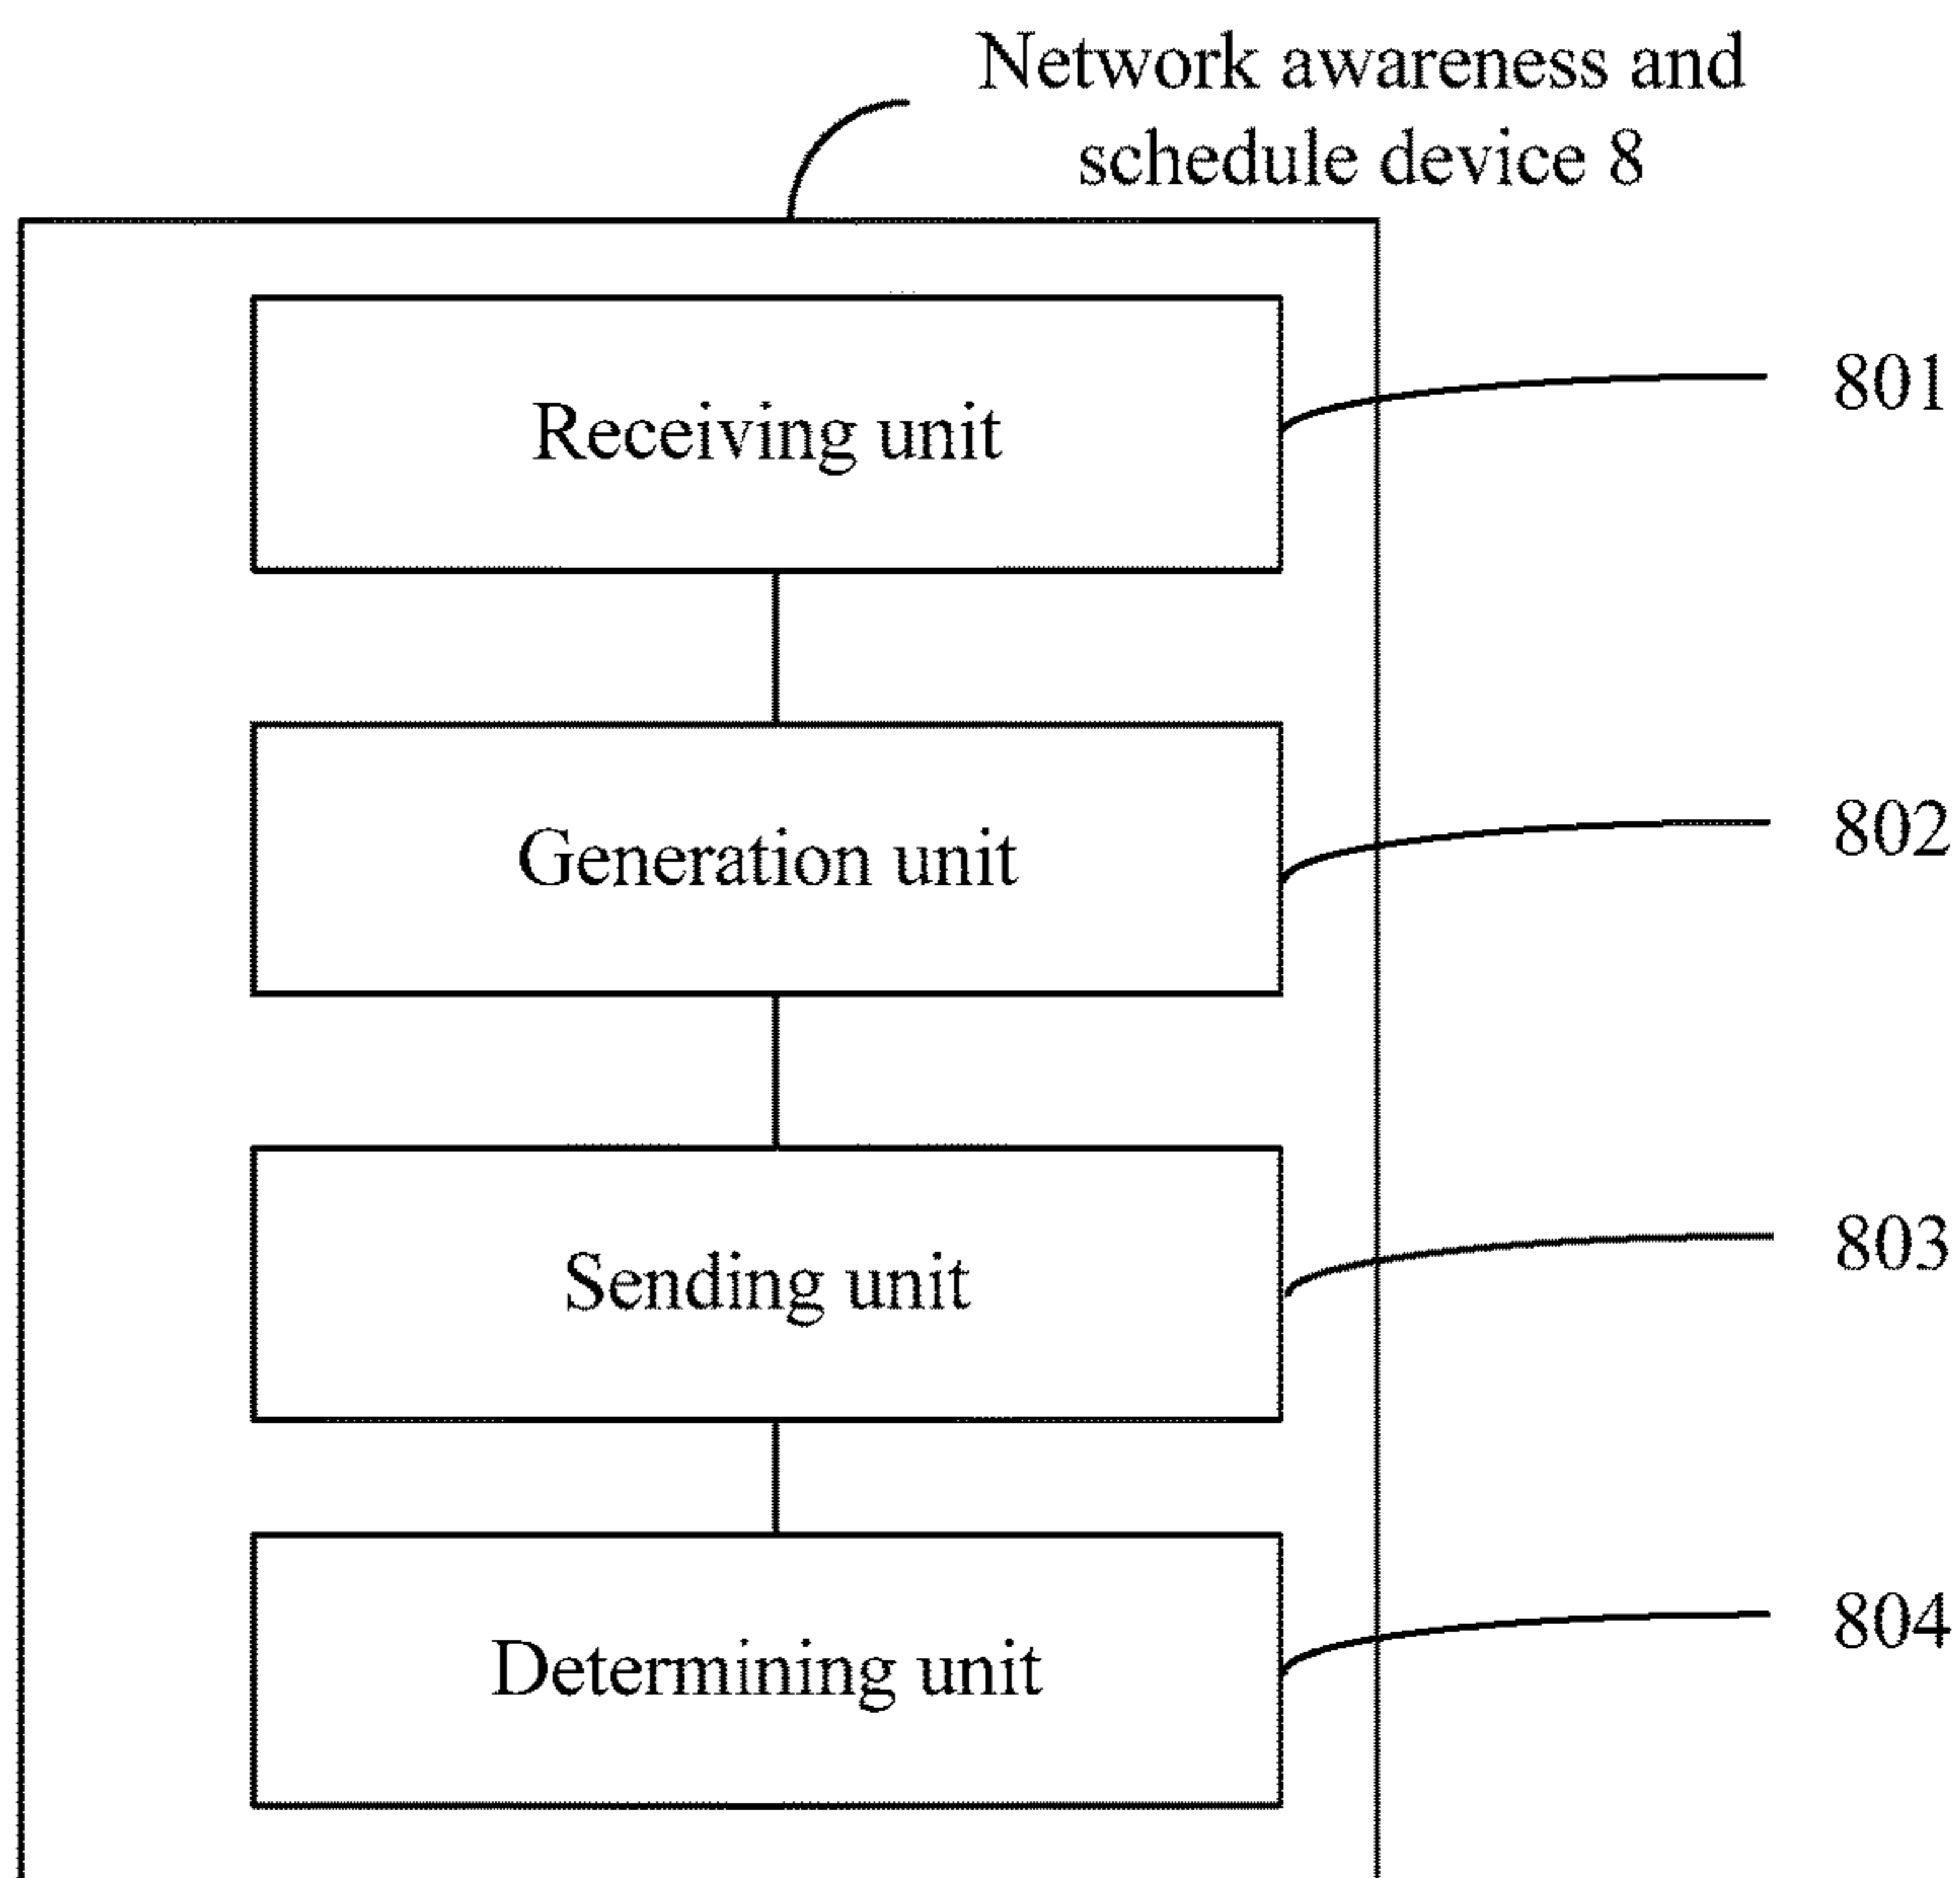 Network awareness and
schedule device 8
Receiving unit
801
Generation unit
802
Sending unit
803
Determining unit
804